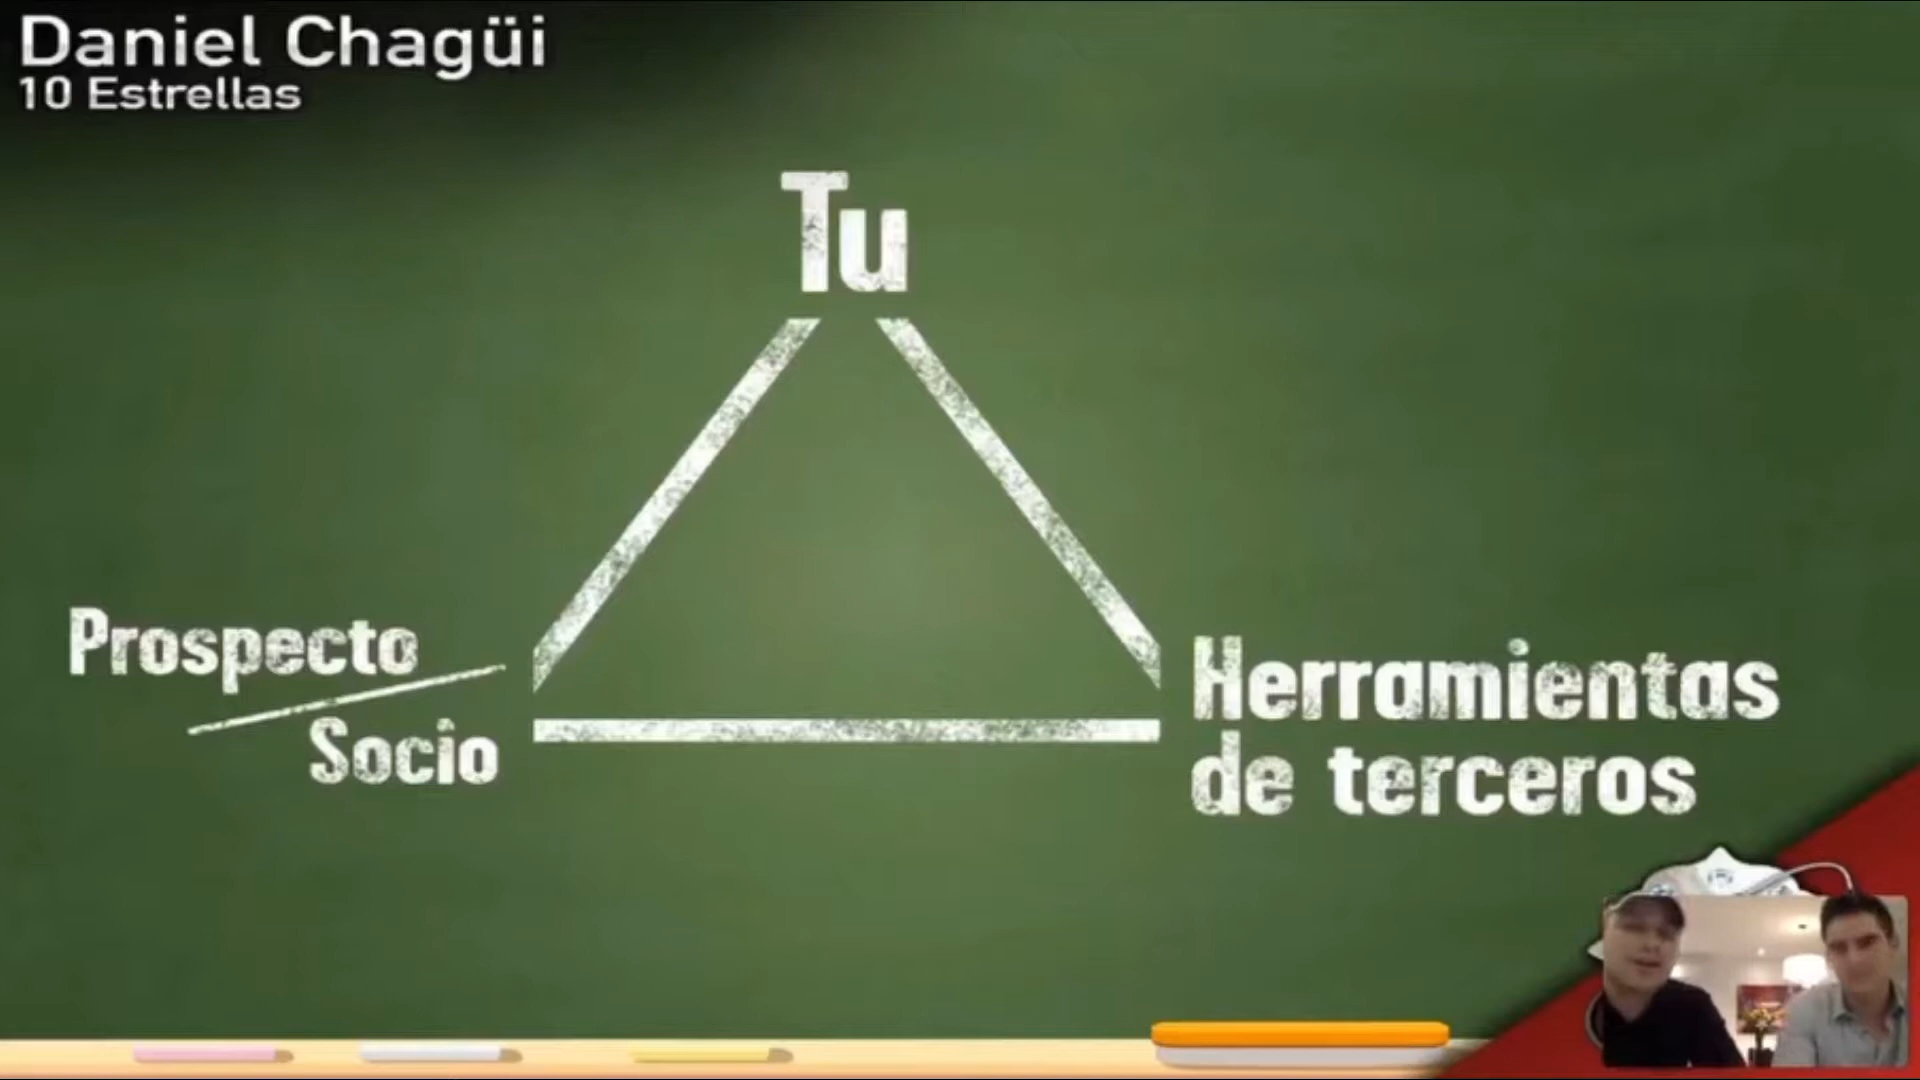 Daniel Chagüi
10 Estrellas
Tu
Prospecto
Socio
Herramientas
de terceros